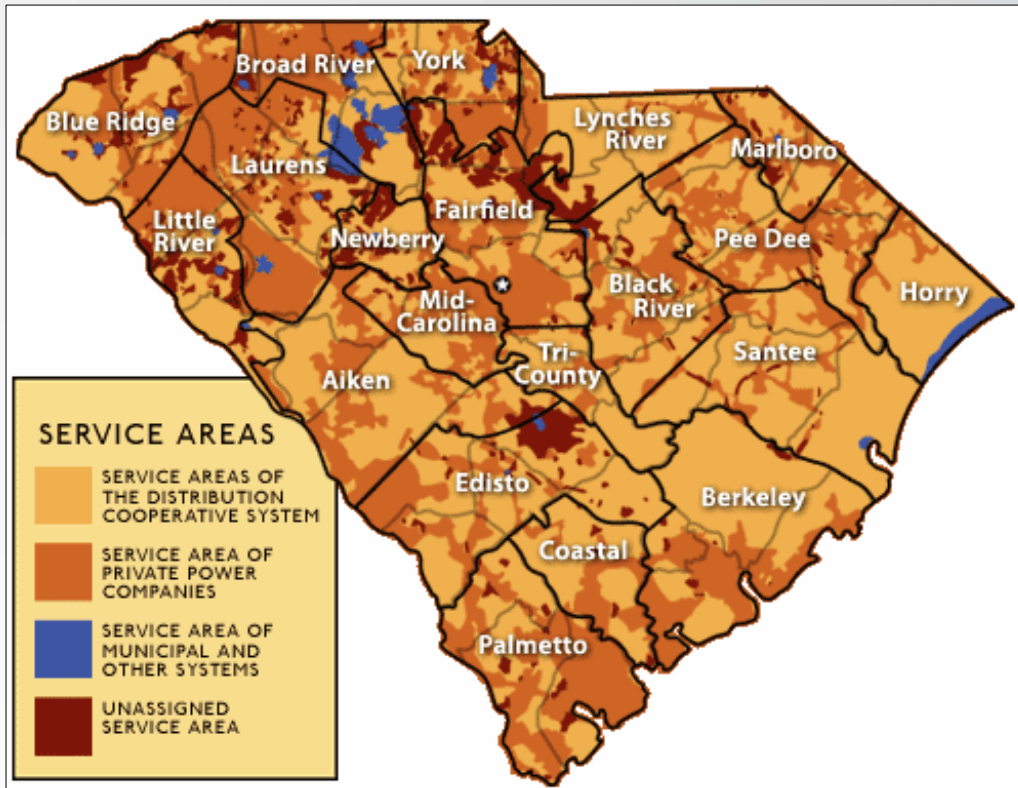 Broad River
York
Blue Ridge
Lynches
River
Marlboro
Laurens
Little
River
Newberry
Fairfield
Pee Dee
Mid-
Carolina
Black
River
Horry
Tri-
County
Santee
Aiken
Edisto
Berkeley
Coastal
Palmetto
SERVICE AREAS
SERVICE AREAS OF
THE DISTRIBUTION
COOPERATIVE SYSTEM
SERVICE AREA OF
PRIVATE POWER
COMPANIES
SERVICE AREA OF
MUNICIPAL AND
OTHER SYSTEMS
UNASSIGNED
SERVICE AREA